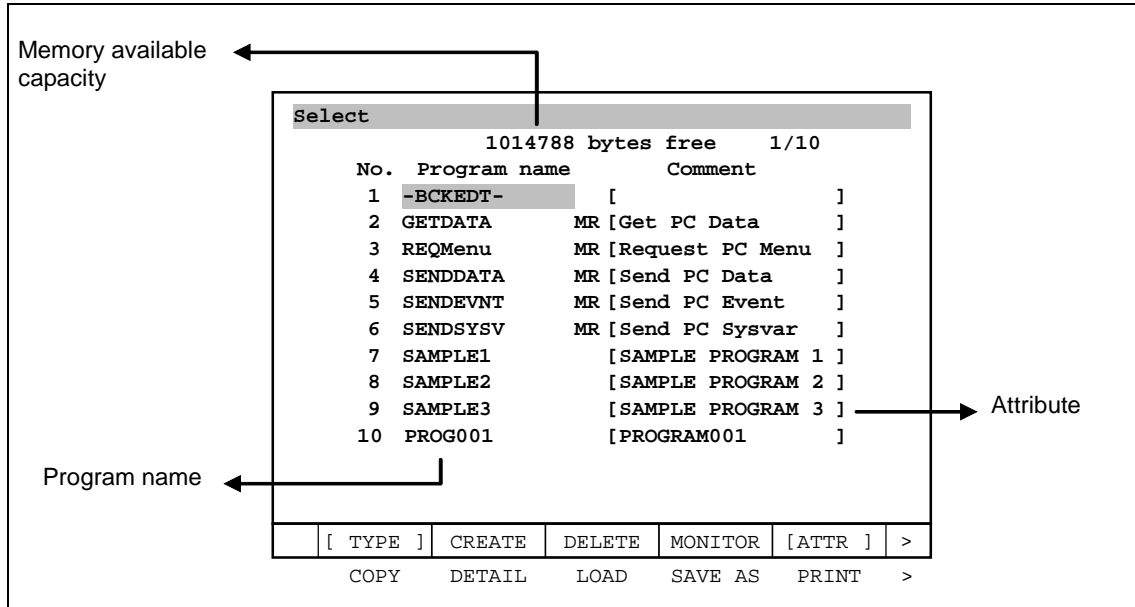 Memory available
capacity
Select
1014788 bytes free 1/10
No. Program name Comment
1 -BCKEDT- [ ]
2 GETDATA MR [Get PC Data ]
3 REQMenu MR [Request PC Menu ]
4 SENDDATA MR [Send PC Data ]
5 SENDEVNT MR [Send PC Event ]
6 SENDSYSV MR [Send PC Sysvar ]
7 SAMPLE1 [SAMPLE PROGRAM 1 ]
8 SAMPLE2 [SAMPLE PROGRAM 2 ]
9 SAMPLE3 [SAMPLE PROGRAM 3 ]
Attribute
10 PROG001 [PROGRAM001 ]
Program name
[ TYPE ] CREATE DELETE MONITOR [ATTR ] >
COPY DETAIL LOAD SAVE AS PRINT >